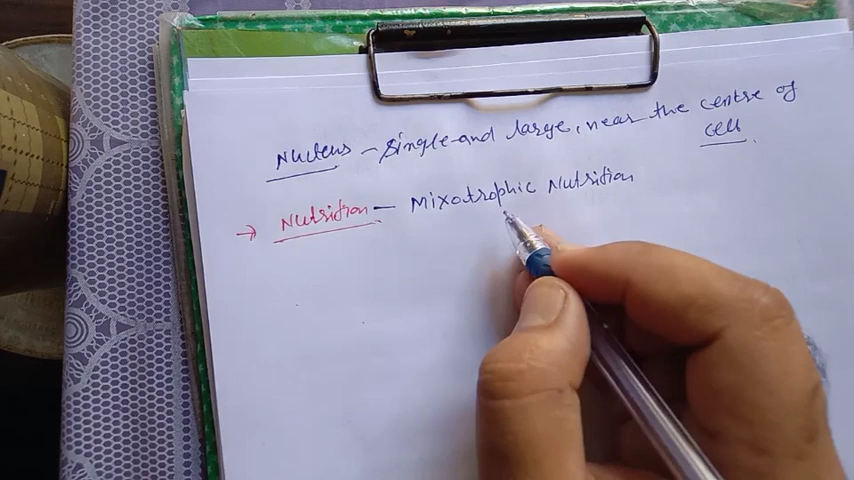 Nucleus - single and large, near the centre of
cell.
→ Nutrition - Mixotrophic Nutrition